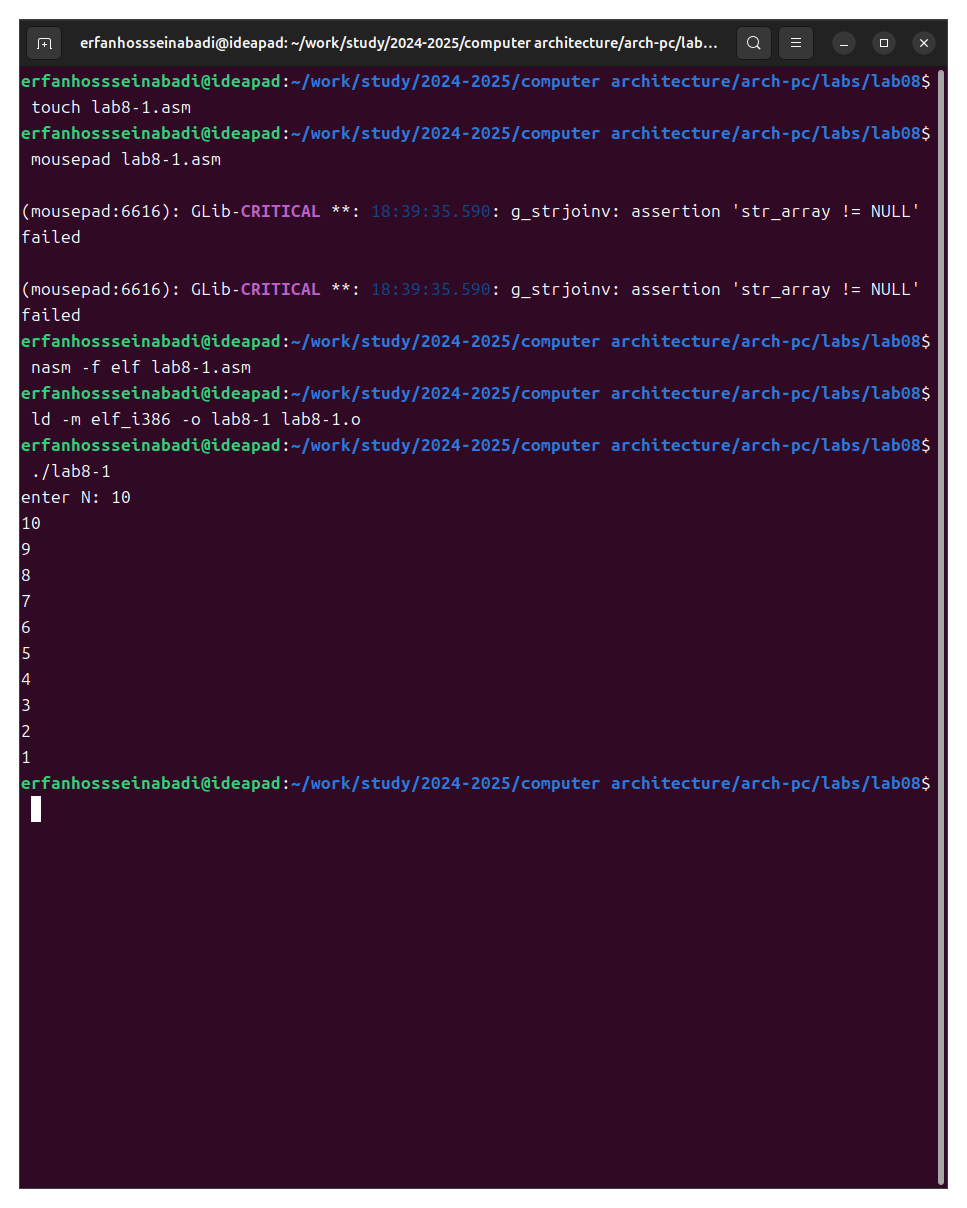 erfanhossseinabadi@ideapad: ~/work/study/2024-2025/computer architecture/arch-pc/lab…
erfanhossseinabadi@ideapad:~/work/study/2024-2025/computer architecture/arch-pc/labs/lab08$
touch lab8-1.asm
erfanhossseinabadi@ideapad:~/work/study/2024-2025/computer architecture/arch-pc/labs/lab08$
mousepad lab8-1.asm
(mousepad:6616): GLib-CRITICAL **: 18:39:35.590: g_strjoinv: assertion 'str_array != NULL'
failed
(mousepad:6616): GLib-CRITICAL **: 18:39:35.590: g_strjoinv: assertion 'str_array != NULL'
failed
erfanhossseinabadi@ideapad:~/work/study/2024-2025/computer architecture/arch-pc/labs/lab08$
nasm -f elf lab8-1.asm
erfanhossseinabadi@ideapad:~/work/study/2024-2025/computer architecture/arch-pc/labs/lab08$
ld -m elf_i386 -o lab8-1 lab8-1.o
erfanhossseinabadi@ideapad:~/work/study/2024-2025/computer architecture/arch-pc/labs/lab08$
./lab8-1
enter N: 10
10
9
8
7
6
5
4
3
2
1
erfanhossseinabadi@ideapad:~/work/study/2024-2025/computer architecture/arch-pc/labs/lab08$